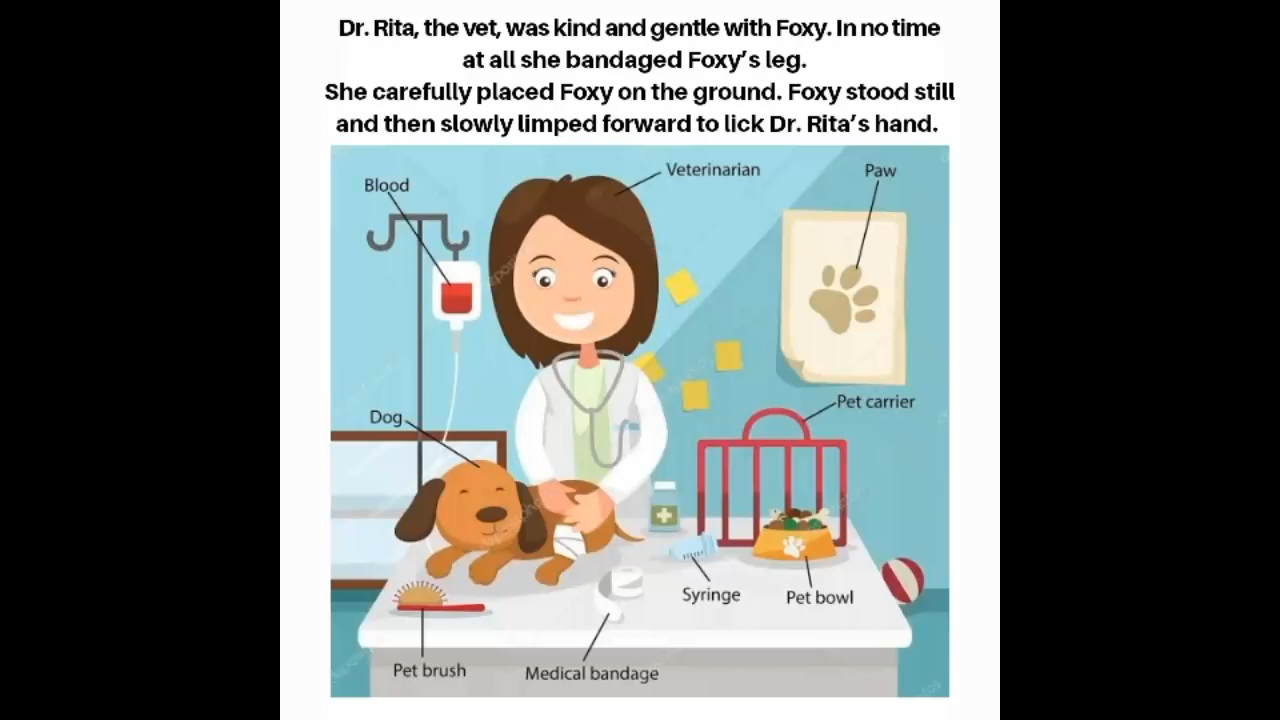 Dr. Rita, the vet, was kind and gentle with Foxy. In no time
at all she bandaged Foxy's leg.
She carefully placed Foxy on the ground. Foxy stood still
and then slowly limped forward to lick Dr. Rita's hand.
Veterinarian
Paw
Blood
Pet carrier
Dog
Syringe
Pet bowl
Pet brush
Medical bandage